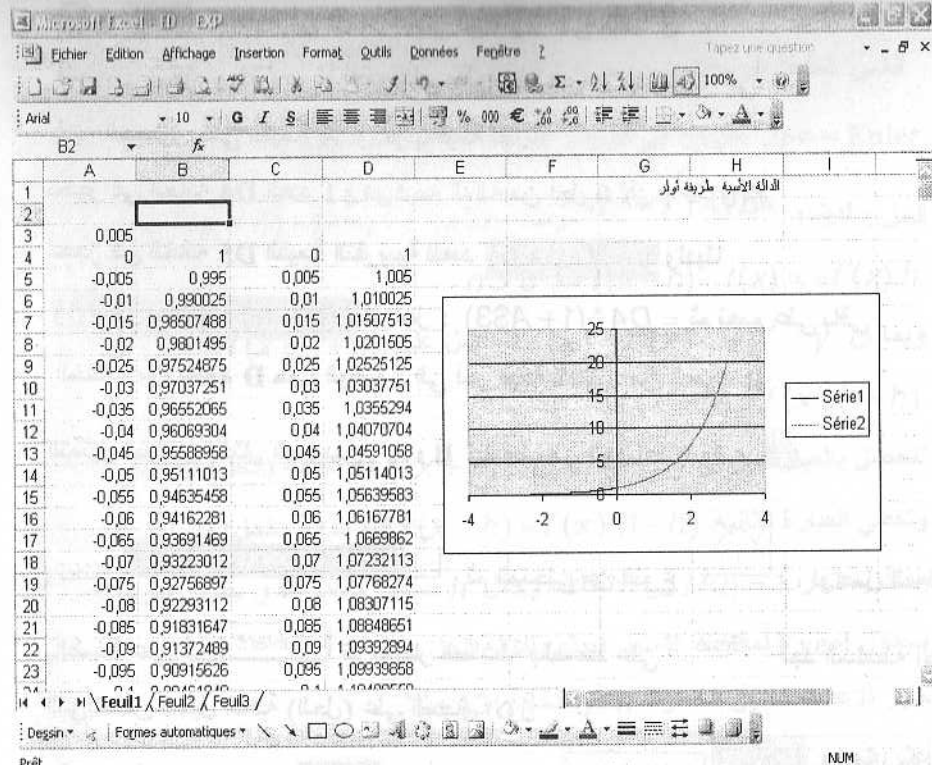 Microsoft Excel - ED - EXP
Fichier Edition Affichage Insertion Format Outils Données Fenêtre ? Tapez une question
Σ 100%
Arial 10 G I S % 000 €
B2 fx
A B C D E F G H I
1 الدالة الأسية طريقة أولر
2
3 0,005
4 0 1 0 1
5 -0,005 0,995 0,005 1,005
6 -0,01 0,990025 0,01 1,010025
7 -0,015 0,98507488 0,015 1,01507513
8 -0,02 0,9801495 0,02 1,0201505
9 -0,025 0,97524875 0,025 1,02525125
10 -0,03 0,97037251 0,03 1,03037751
11 -0,035 0,96552065 0,035 1,0355294
12 -0,04 0,96069304 0,04 1,04070704
13 -0,045 0,95588958 0,045 1,04591058
14 -0,05 0,95111013 0,05 1,05114013
15 -0,055 0,94635458 0,055 1,05639583
16 -0,06 0,94162281 0,06 1,06167781
17 -0,065 0,93691469 0,065 1,0669862
18 -0,07 0,93223012 0,07 1,07232113
19 -0,075 0,92756897 0,075 1,07768274
20 -0,08 0,92293112 0,08 1,08307115
21 -0,085 0,91831647 0,085 1,08848651
22 -0,09 0,91372489 0,09 1,09392894
23 -0,095 0,90915626 0,095 1,09939858
25
20
15
10
5
0
-4 -2 0 2 4
Série1
Série2
Feuil1 / Feuil2 / Feuil3
Dessin Formes automatiques
Prêt NUM